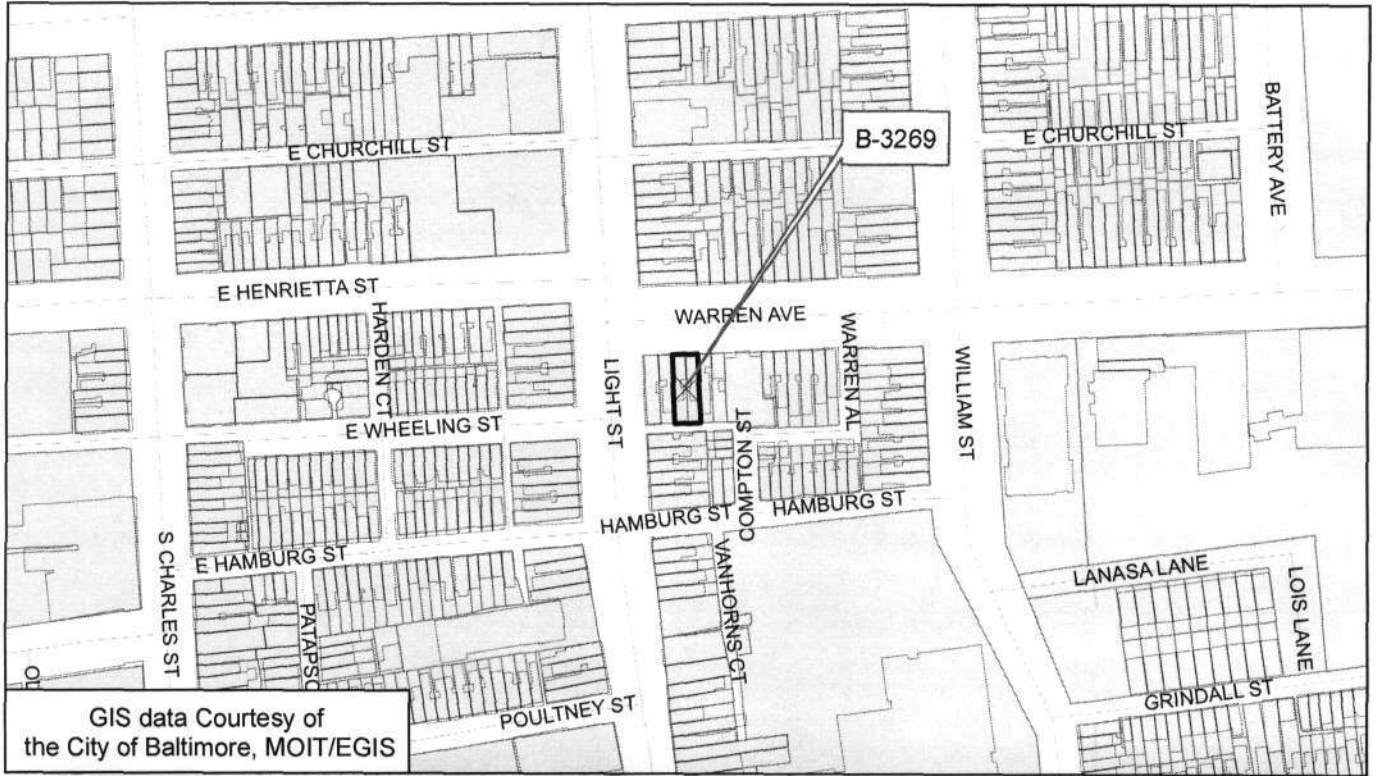 E CHURCHILL ST
B-3269
E CHURCHILL ST
BATTERY AVE
E HENRIETTA ST
WARREN AVE
HARDEN CT
LIGHT ST
WARREN AL
WILLIAM ST
E WHEELING ST
COMPTON ST
HAMBURG ST
HAMBURG ST
E HAMBURG ST
S CHARLES ST
VANHORNS CT
LANASA LANE
LOIS LANE
PATAPSC
POULTNEY ST
GRINDALL ST
GIS data Courtesy of
the City of Baltimore, MOIT/EGIS